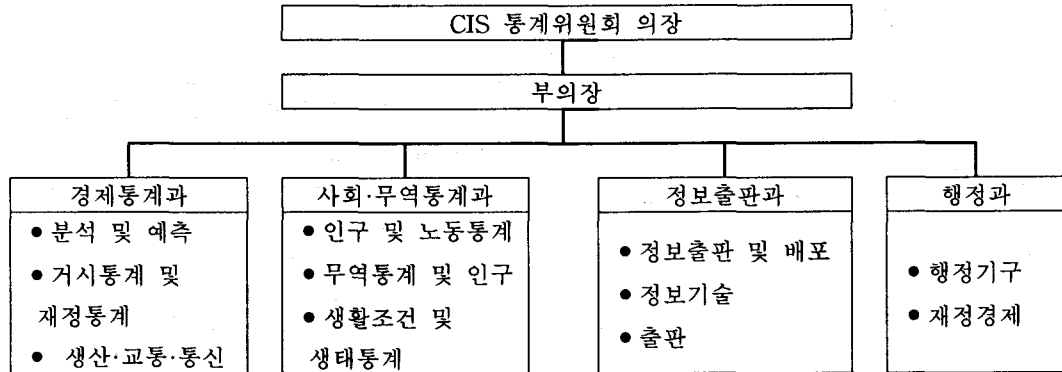 CIS 통계위원회 의장
부의장
경제통계과
● 분석 및 예측
● 거시통계 및
재정통계
● 생산·교통·통신
사회·무역통계과
● 인구 및 노동통계
● 무역통계 및 인구
● 생활조건 및
생태통계
정보출판과
● 정보출판 및 배포
● 정보기술
● 출판
행정과
● 행정기구
● 재정경제